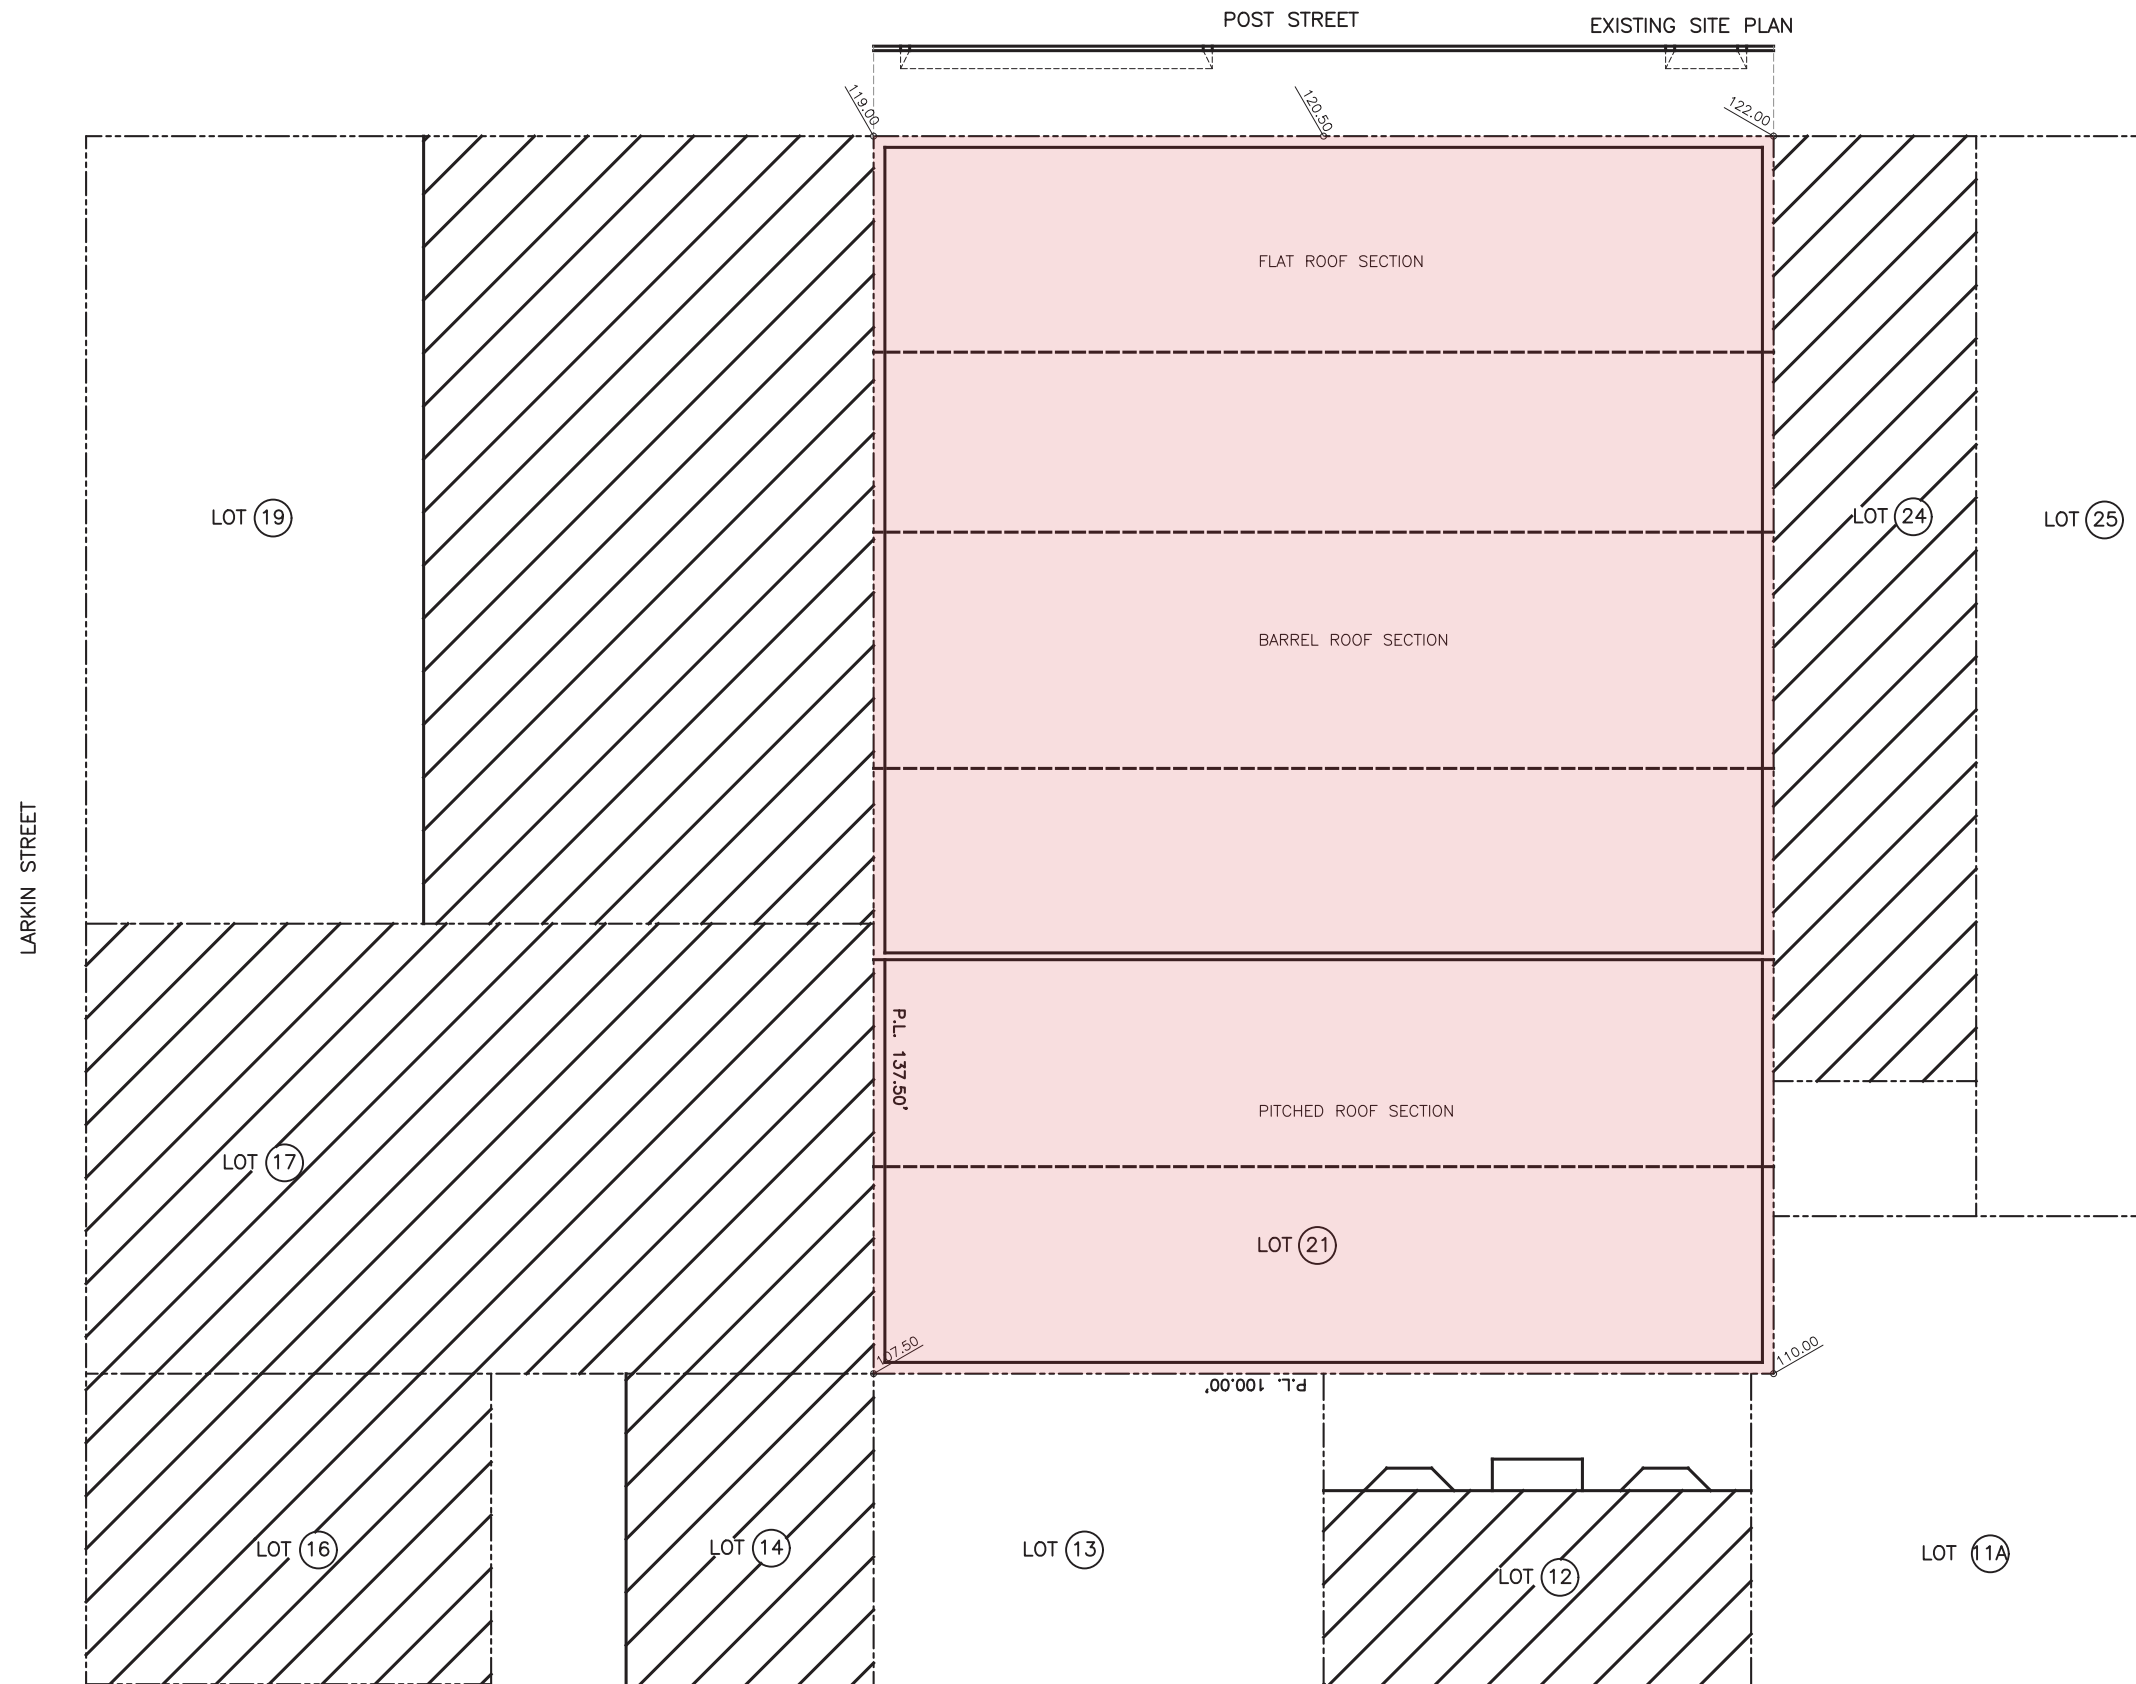 POST STREET
EXISTING SITE PLAN
119.00
120.50
122.00
FLAT ROOF SECTION
LOT 19
LOT 24
LOT 25
BARREL ROOF SECTION
LARKIN STREET
P.L. 137.50'
PITCHED ROOF SECTION
LOT 17
LOT 21
107.50
110.00
P.L. 100.00'
LOT 16
LOT 14
LOT 13
LOT 12
LOT 11A